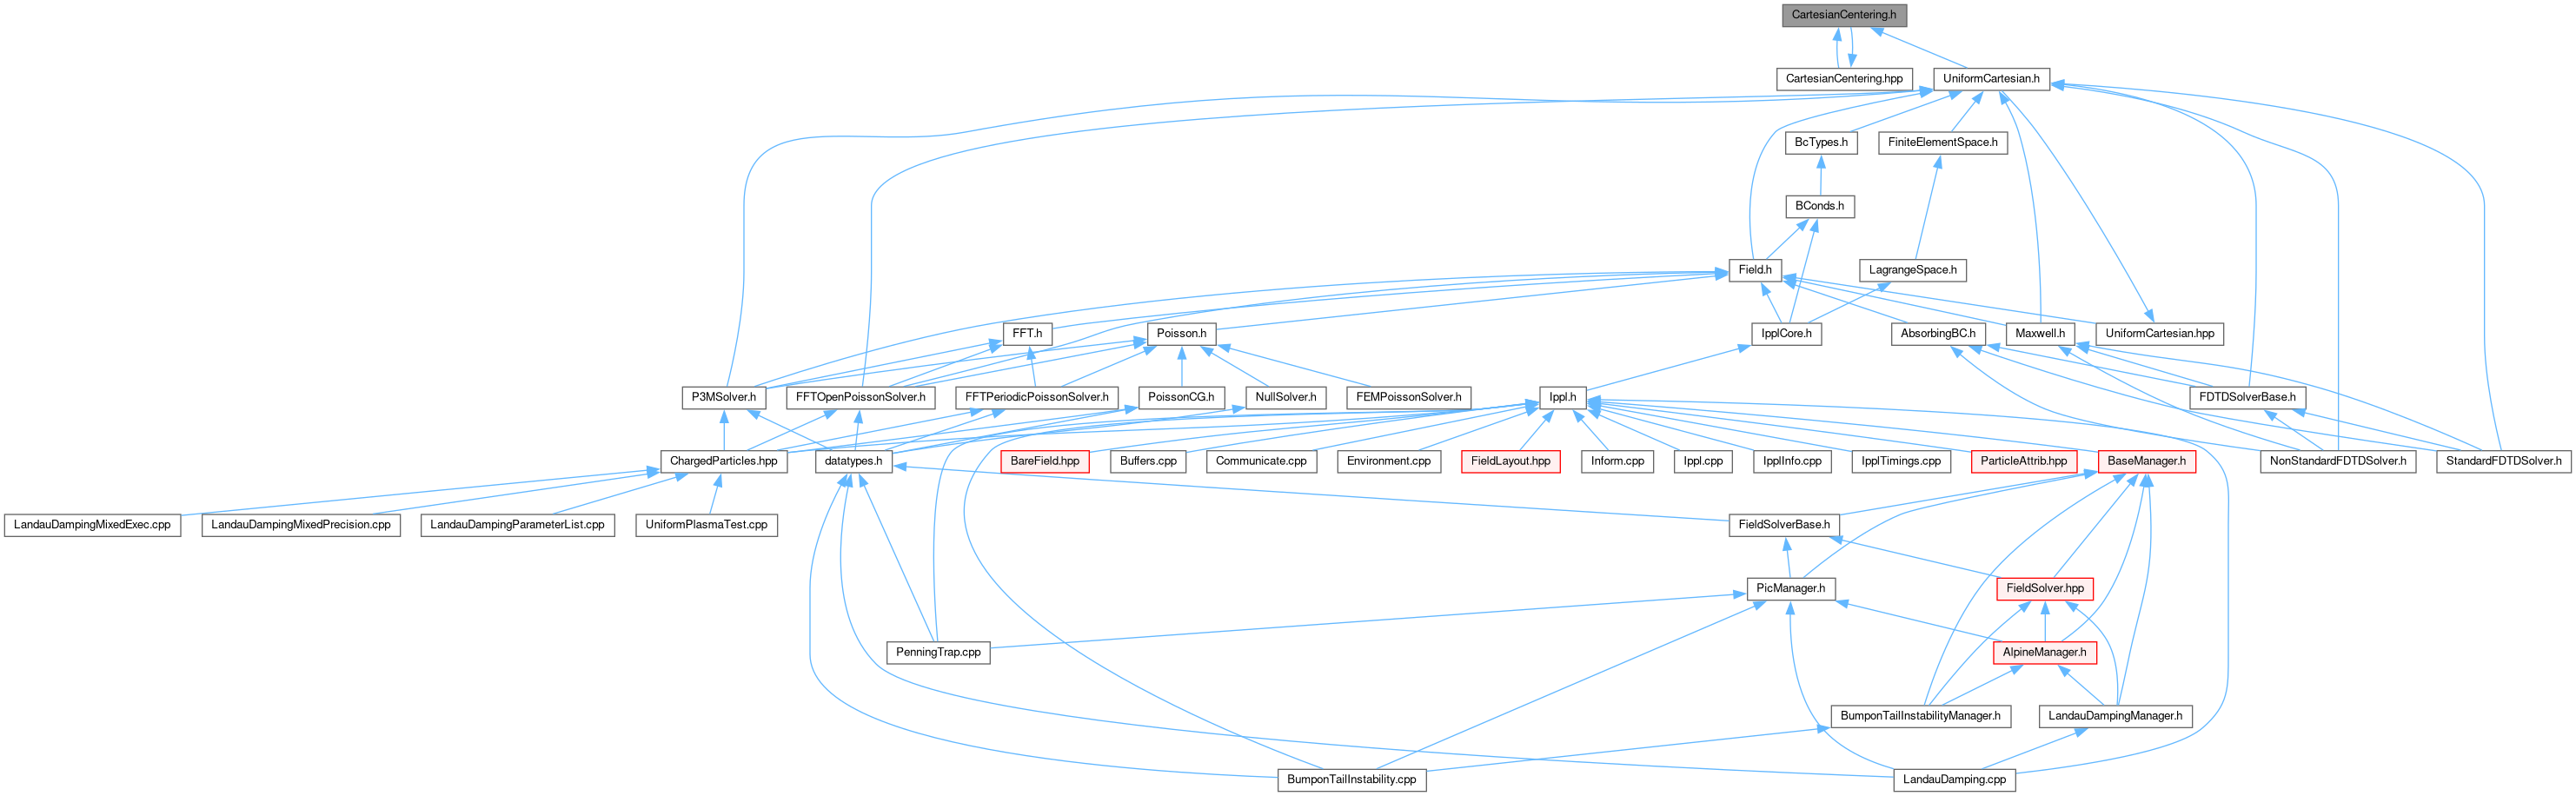 CartesianCentering.h
CartesianCentering.hpp
UniformCartesian.h
BcTypes.h
FiniteElementSpace.h
BConds.h
Field.h
LagrangeSpace.h
FFT.h
Poisson.h
IpplCore.h
AbsorbingBC.h
Maxwell.h
UniformCartesian.hpp
P3MSolver.h
FFTOpenPoissonSolver.h
FFTPeriodicPoissonSolver.h
PoissonCG.h
NullSolver.h
FEMPoissonSolver.h
Ippl.h
FDTDSolverBase.h
ChargedParticles.hpp
datatypes.h
BareField.hpp
Buffers.cpp
Communicate.cpp
Environment.cpp
FieldLayout.hpp
Inform.cpp
Ippl.cpp
IpplInfo.cpp
IpplTimings.cpp
ParticleAttrib.hpp
BaseManager.h
NonStandardFDTDSolver.h
StandardFDTDSolver.h
LandauDampingMixedExec.cpp
LandauDampingMixedPrecision.cpp
LandauDampingParameterList.cpp
UniformPlasmaTest.cpp
FieldSolverBase.h
PicManager.h
FieldSolver.hpp
PenningTrap.cpp
AlpineManager.h
BumponTailInstabilityManager.h
LandauDampingManager.h
BumponTailInstability.cpp
LandauDamping.cpp